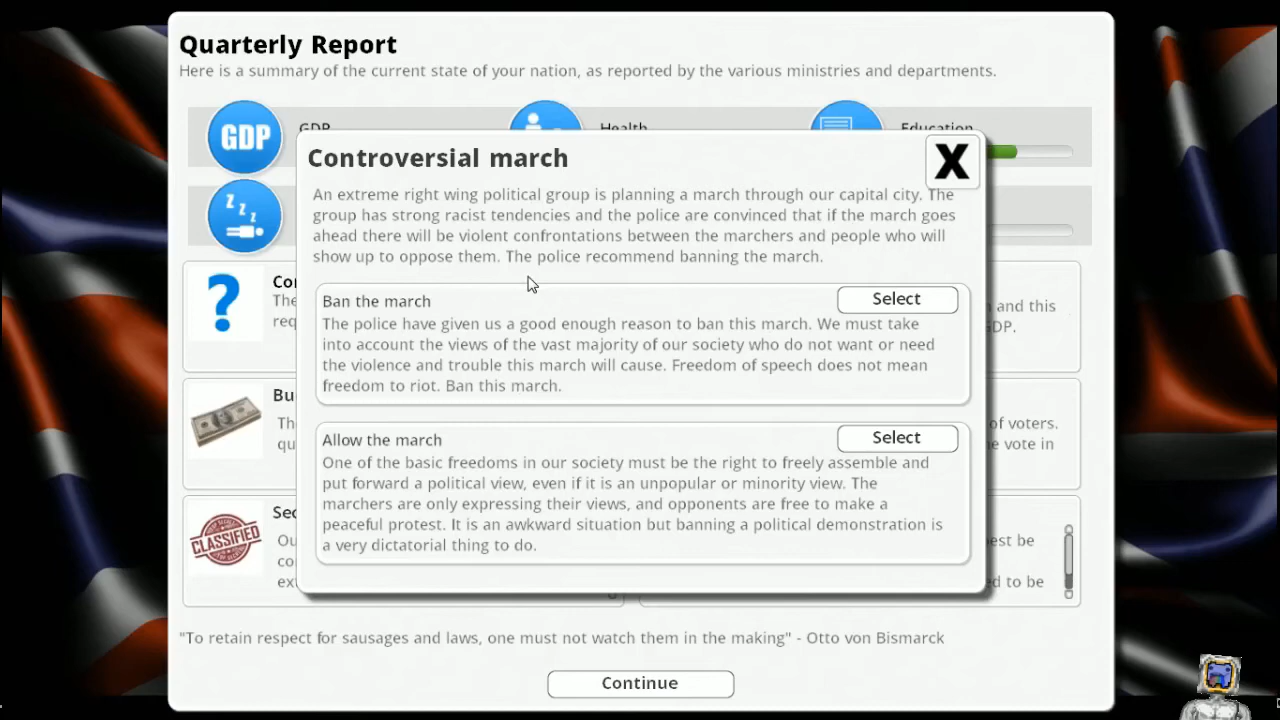 Quarterly Report
Here is a summary of the current state of your nation, as reported by the various ministries and departments.
GDP
GDP
Health
Education
Controversial march
X
An extreme right wing political group is planning a march through our capital city. The
group has strong racist tendencies and the police are convinced that if the march goes
ahead there will be violent confrontations between the marchers and people who will
show up to oppose them. The police recommend banning the march.
Ban the march
Select
The police have given us a good enough reason to ban this march. We must take
into account the views of the vast majority of our society who do not want or need
the violence and trouble this march will cause. Freedom of speech does not mean
freedom to riot. Ban this march.
Allow the march
Select
One of the basic freedoms in our society must be the right to freely assemble and
put forward a political view, even if it is an unpopular or minority view. The
marchers are only expressing their views, and opponents are free to make a
peaceful protest. It is an awkward situation but banning a political demonstration is
a very dictatorial thing to do.
z z z
?
and this
GDP.
of voters.
vote in
CLASSIFIED
be
to be
"To retain respect for sausages and laws, one must not watch them in the making" - Otto von Bismarck
Continue